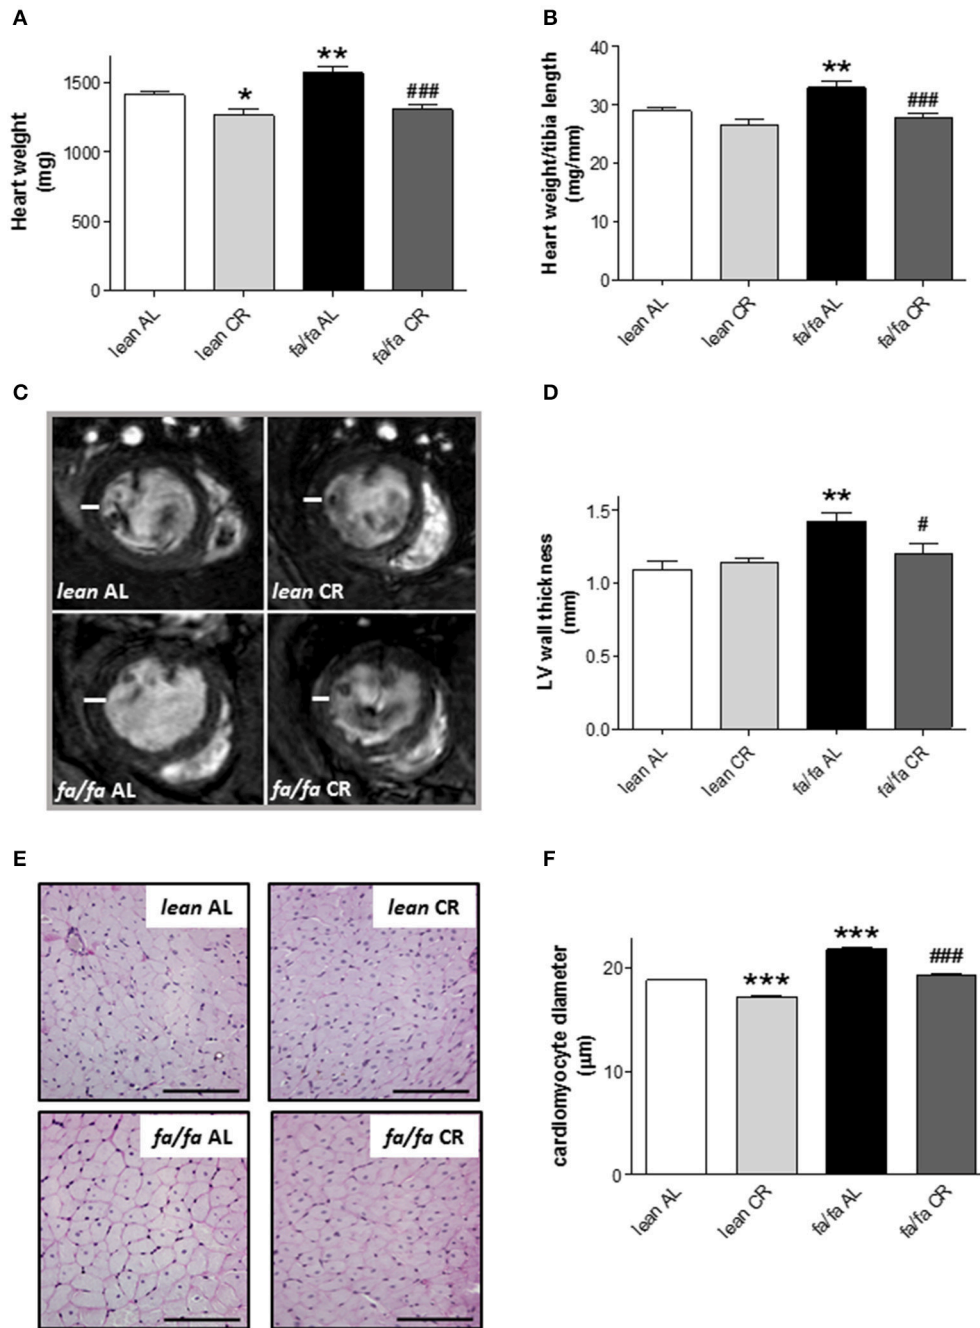 A
Heart weight
(mg)
1500
1000
500
0
*
**
###
lean AL
lean CR
fa/fa AL
fa/fa CR
B
Heart weight/tibia length
(mg/mm)
40
30
20
10
0
**
###
lean AL
lean CR
fa/fa AL
fa/fa CR
C
lean AL
lean CR
fa/fa AL
fa/fa CR
D
LV wall thickness
(mm)
1.5
1.0
0.5
0.0
**
#
lean AL
lean CR
fa/fa AL
fa/fa CR
E
lean AL
lean CR
fa/fa AL
fa/fa CR
F
cardiomyocyte diameter
(µm)
20
10
0
***
***
###
lean AL
lean CR
fa/fa AL
fa/fa CR